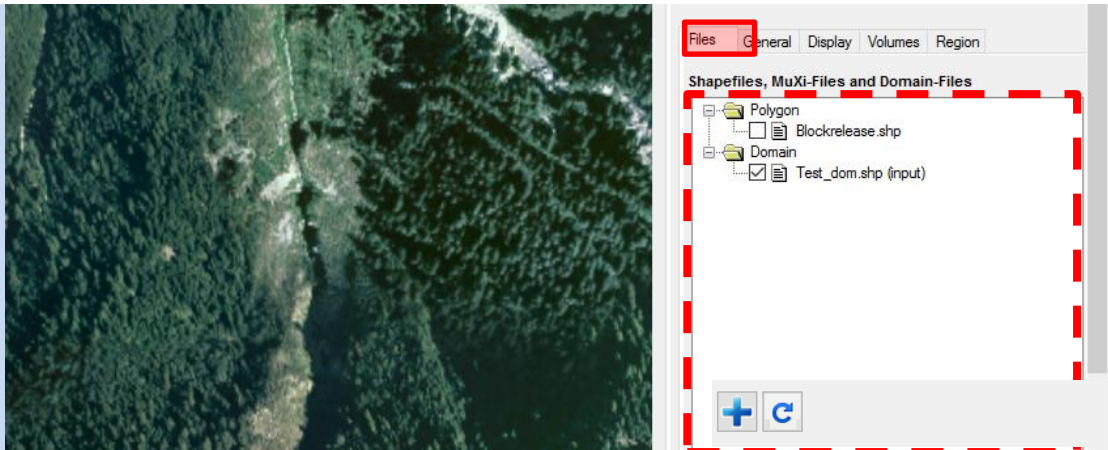 Files General Display Volumes Region
Shapefiles, MuXi-Files and Domain-Files
Polygon
Blockrelease.shp
Domain
Test_dom.shp (input)